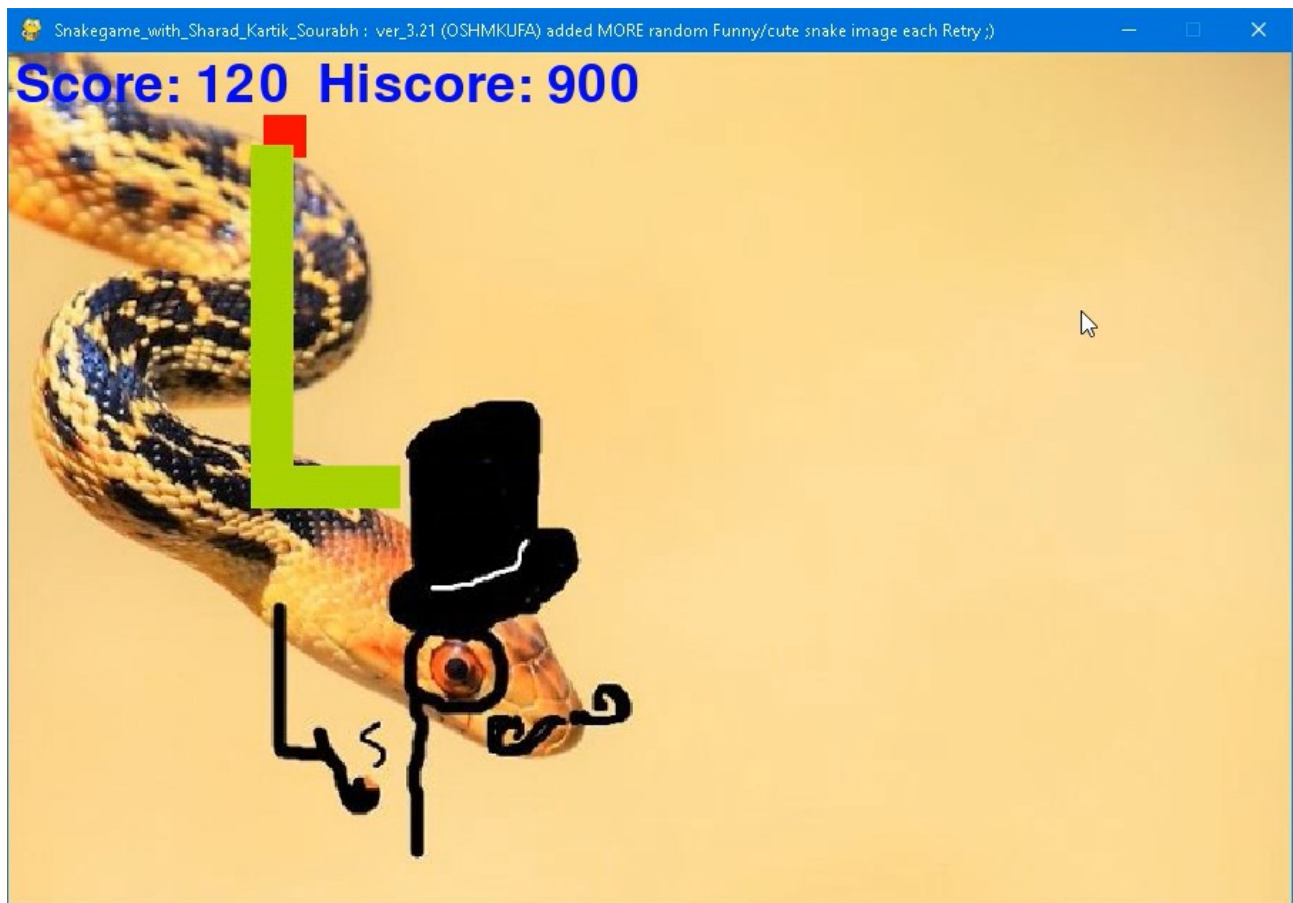 Snakegame_with_Sharad_Kartik_Sourabh : ver_3.21 (OSHMKUFA) added MORE random Funny/cute snake image each Retry ;)
Score: 120 Hiscore: 900